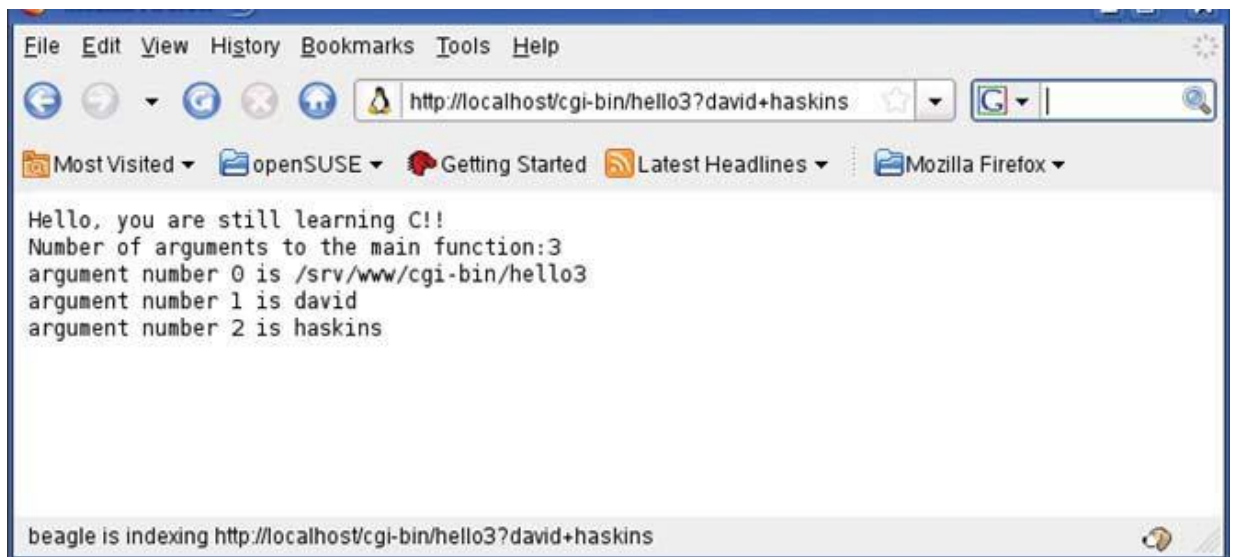 File Edit View History Bookmarks Tools Help
http://localhost/cgi-bin/hello3?david+haskins G
Most Visited openSUSE Getting Started Latest Headlines Mozilla Firefox
Hello, you are still learning C!!
Number of arguments to the main function:3
argument number 0 is /srv/www/cgi-bin/hello3
argument number 1 is david
argument number 2 is haskins
beagle is indexing http://localhost/cgi-bin/hello3?david+haskins